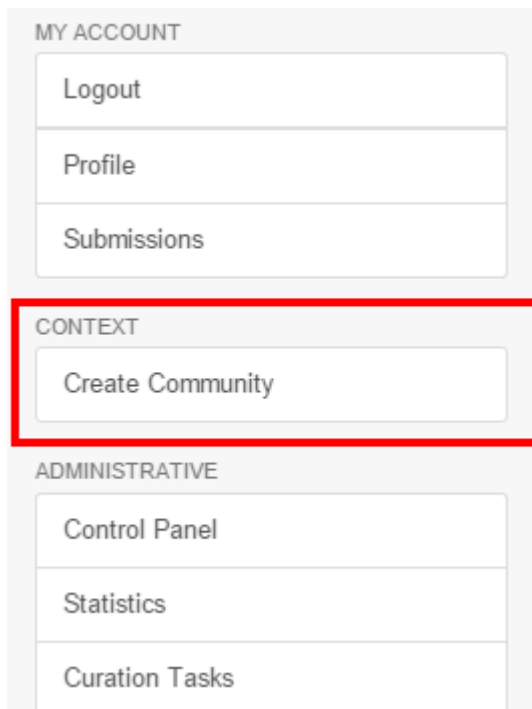 MY ACCOUNT
Logout
Profile
Submissions
CONTEXT
Create Community
ADMINISTRATIVE
Control Panel
Statistics
Curation Tasks